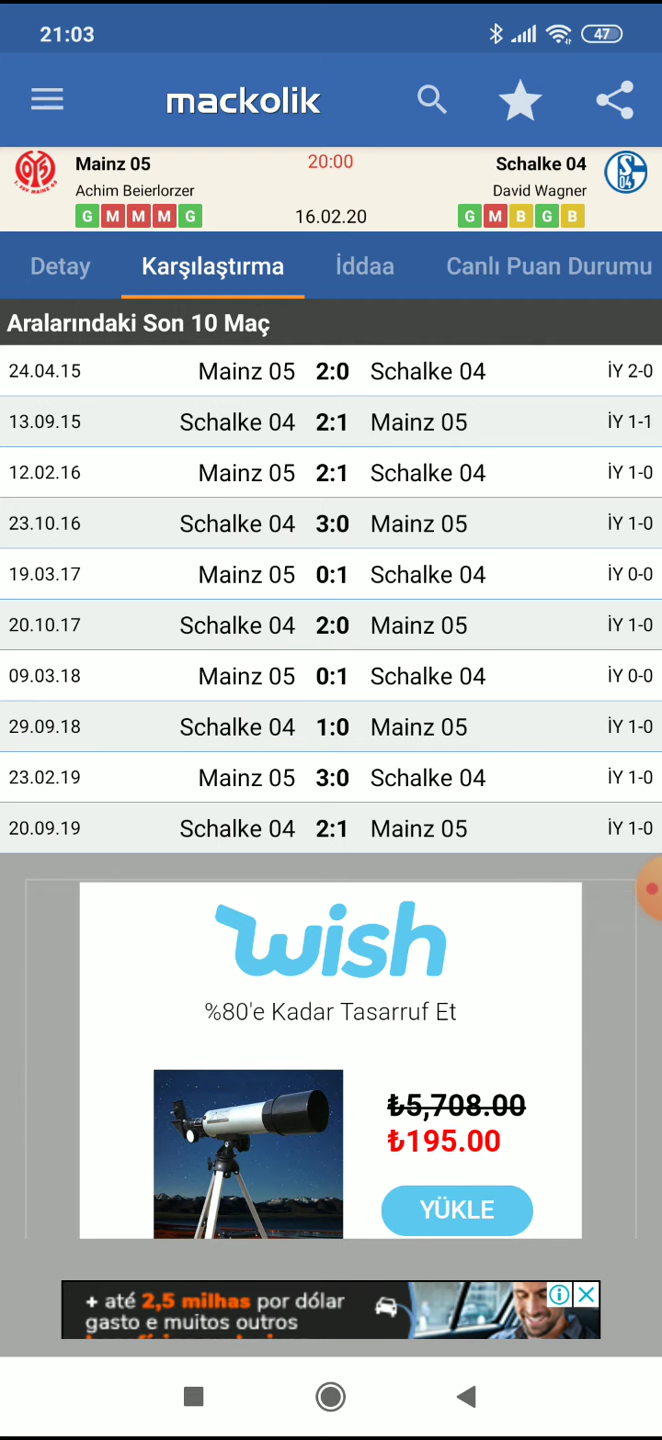 21:03
47
mackolik
Mainz 05
20:00
Schalke 04
Achim Beierlorzer
David Wagner
G M M M G
16.02.20
G M B G B
Detay
Karşılaştırma
İddaa
Canlı Puan Durumu
Aralarındaki Son 10 Maç
24.04.15 Mainz 05 2:0 Schalke 04 İY 2-0
13.09.15 Schalke 04 2:1 Mainz 05 İY 1-1
12.02.16 Mainz 05 2:1 Schalke 04 İY 1-0
23.10.16 Schalke 04 3:0 Mainz 05 İY 1-0
19.03.17 Mainz 05 0:1 Schalke 04 İY 0-0
20.10.17 Schalke 04 2:0 Mainz 05 İY 1-0
09.03.18 Mainz 05 0:1 Schalke 04 İY 0-0
29.09.18 Schalke 04 1:0 Mainz 05 İY 1-0
23.02.19 Mainz 05 3:0 Schalke 04 İY 1-0
20.09.19 Schalke 04 2:1 Mainz 05 İY 1-0
wish
%80'e Kadar Tasarruf Et
₺5,708.00
₺195.00
YÜKLE
+ até 2,5 milhas por dólar
gasto e muitos outros